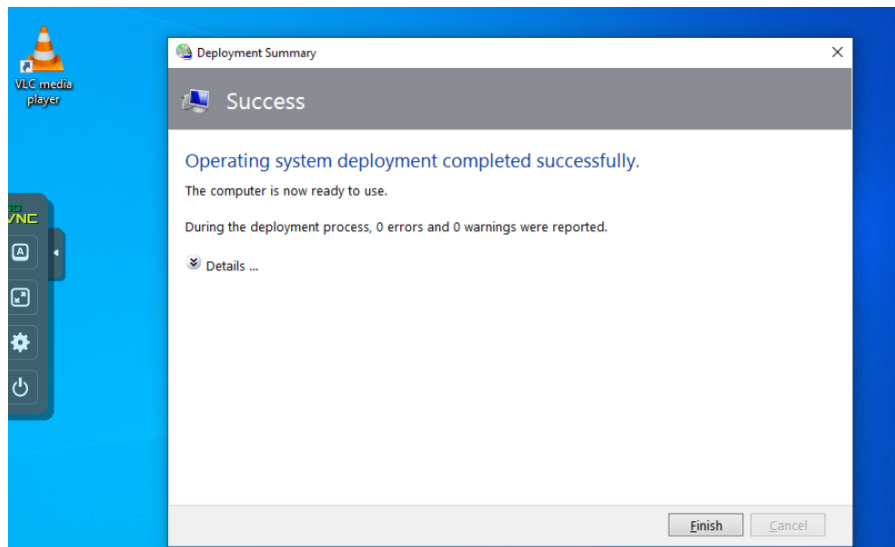 VLC media
player
Deployment Summary
Success
Operating system deployment completed successfully.
The computer is now ready to use.
During the deployment process, 0 errors and 0 warnings were reported.
Details ...
VNC
A
Finish
Cancel